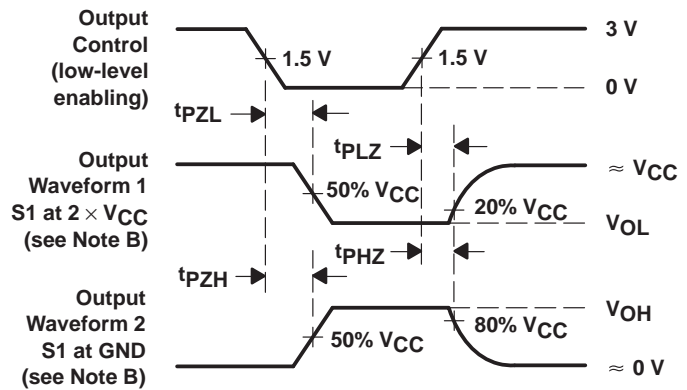 Output
Control
(low-level
enabling)
1.5 V
1.5 V
3 V
0 V
tPZL
tPLZ
Output
Waveform 1
S1 at 2 × VCC
(see Note B)
50% VCC
20% VCC
≈ VCC
VOL
tPZH
tPHZ
Output
Waveform 2
S1 at GND
(see Note B)
50% VCC
80% VCC
VOH
≈ 0 V